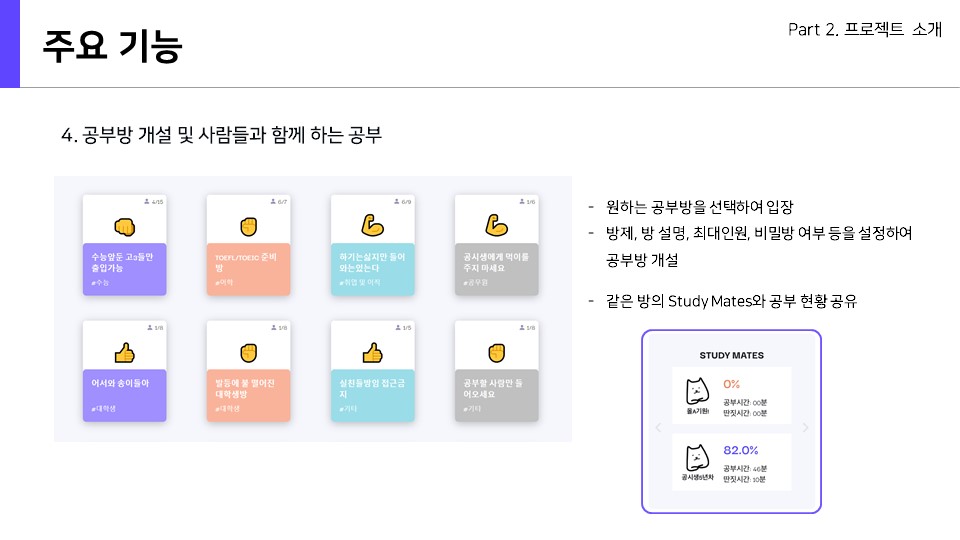 주요 기능
Part 2. 프로젝트 소개
4. 공부방 개설 및 사람들과 함께 하는 공부
4/15
수능앞둔 고3들만
출입가능
#수능
6/7
TOEFL/TOEIC 준비
방
#어학
6/9
하기는싫지만 들어
와는있는다
#취업 및 이직
1/6
공시생에게 먹이를
주지 마세요
#공무원
1/6
어서와 송이들아
#대학생
1/6
발등에 불 떨어진
대학생방
#대학생
1/5
실친들방임 접근금
지
#기타
1/6
공부할 사람만 들
어오세요
#기타
- 원하는 공부방을 선택하여 입장
- 방제, 방 설명, 최대인원, 비밀방 여부 등을 설정하여
공부방 개설
- 같은 방의 Study Mates와 공부 현황 공유
STUDY MATES
0%
공부시간: 00분
딴짓시간: 00분
올A기원!
82.0%
공부시간: 46분
딴짓시간: 10분
공시생5년차